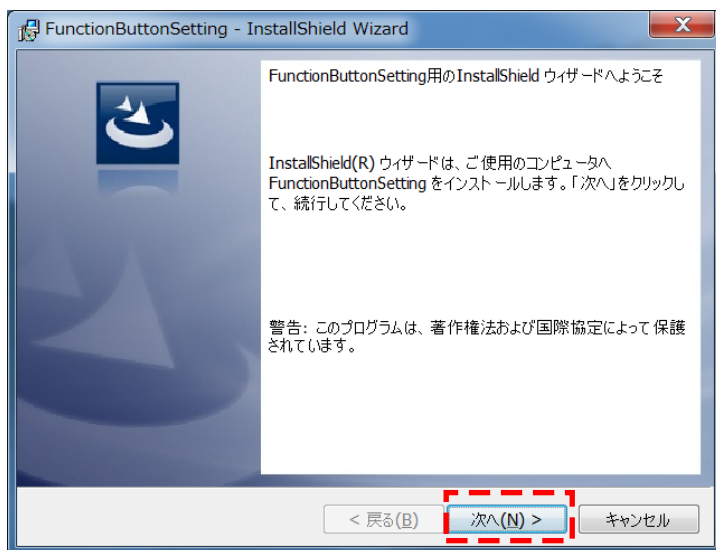 FunctionButtonSetting - InstallShield Wizard
X
FunctionButtonSetting用のInstallShield ウィザードへようこそ
InstallShield(R) ウィザードは、ご使用のコンピュータへ
FunctionButtonSetting をインストールします。「次へ」をクリックし
て、続行してください。
警告: このプログラムは、著作権法および国際協定によって保護
されています。
< 戻る(B)
次へ(N) >
キャンセル